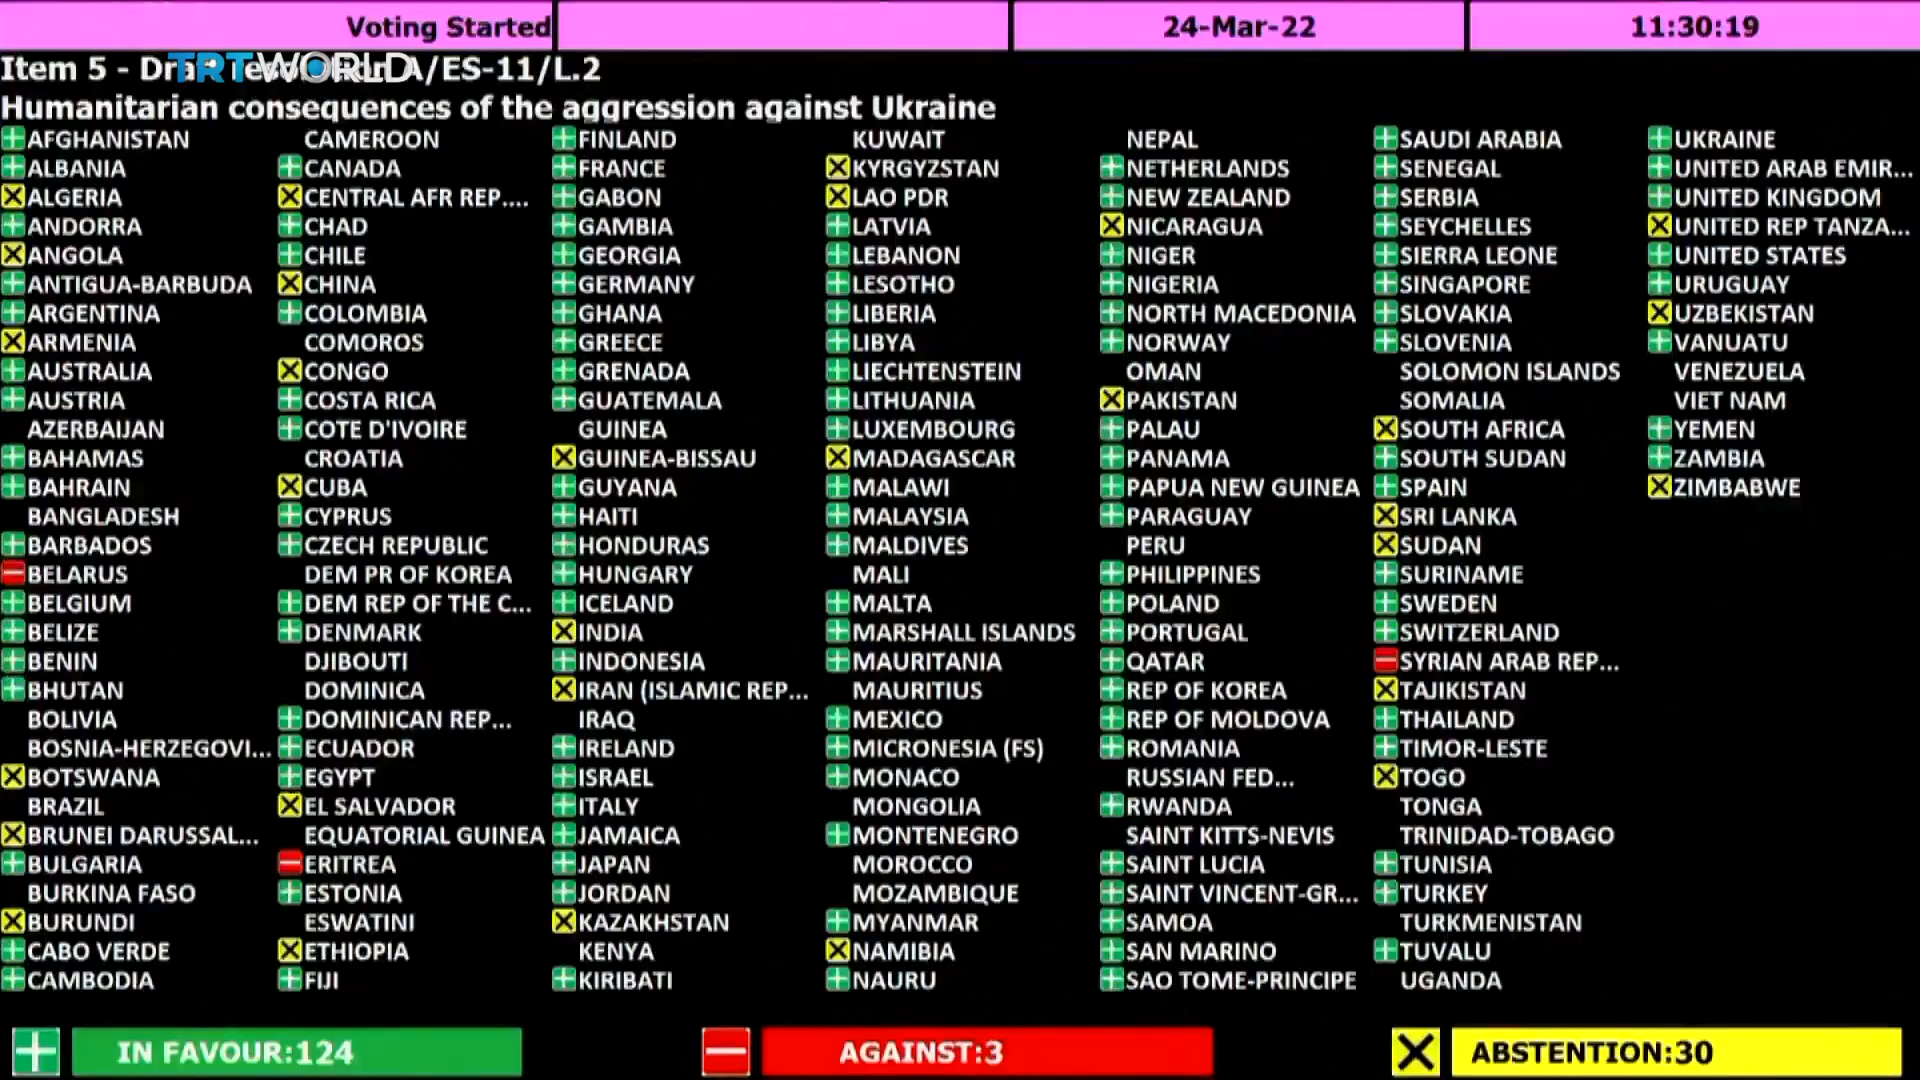 Voting Started 24-Mar-22 11:30:19
TRT WORLD
Item 5 - A/ES-11/L.2
Humanitarian consequences of the aggression against Ukraine
AFGHANISTAN CAMEROON FINLAND KUWAIT NEPAL SAUDI ARABIA UKRAINE
ALBANIA CANADA FRANCE KYRGYZSTAN NETHERLANDS SENEGAL UNITED ARAB EMIR...
ALGERIA CENTRAL AFR REP.... GABON LAO PDR NEW ZEALAND SERBIA UNITED KINGDOM
ANDORRA CHAD GAMBIA LATVIA NICARAGUA SEYCHELLES UNITED REP TANZA...
ANGOLA CHILE GEORGIA LEBANON NIGER SIERRA LEONE UNITED STATES
ANTIGUA-BARBUDA CHINA GERMANY LESOTHO NIGERIA SINGAPORE URUGUAY
ARGENTINA COLOMBIA GHANA LIBERIA NORTH MACEDONIA SLOVAKIA UZBEKISTAN
ARMENIA COMOROS GREECE LIBYA NORWAY SLOVENIA VANUATU
AUSTRALIA CONGO GRENADA LIECHTENSTEIN OMAN SOLOMON ISLANDS VENEZUELA
AUSTRIA COSTA RICA GUATEMALA LITHUANIA PAKISTAN SOMALIA VIET NAM
AZERBAIJAN COTE D'IVOIRE GUINEA LUXEMBOURG PALAU SOUTH AFRICA YEMEN
BAHAMAS CROATIA GUINEA-BISSAU MADAGASCAR PANAMA SOUTH SUDAN ZAMBIA
BAHRAIN CUBA GUYANA MALAWI PAPUA NEW GUINEA SPAIN ZIMBABWE
BANGLADESH CYPRUS HAITI MALAYSIA PARAGUAY SRI LANKA
BARBADOS CZECH REPUBLIC HONDURAS MALDIVES PERU SUDAN
BELARUS DEM PR OF KOREA HUNGARY MALI PHILIPPINES SURINAME
BELGIUM DEM REP OF THE C... ICELAND MALTA POLAND SWEDEN
BELIZE DENMARK INDIA MARSHALL ISLANDS PORTUGAL SWITZERLAND
BENIN DJIBOUTI INDONESIA MAURITANIA QATAR SYRIAN ARAB REP...
BHUTAN DOMINICA IRAN (ISLAMIC REP... MAURITIUS REP OF KOREA TAJIKISTAN
BOLIVIA DOMINICAN REP... IRAQ MEXICO REP OF MOLDOVA THAILAND
BOSNIA-HERZEGOVI... ECUADOR IRELAND MICRONESIA (FS) ROMANIA TIMOR-LESTE
BOTSWANA EGYPT ISRAEL MONACO RUSSIAN FED... TOGO
BRAZIL EL SALVADOR ITALY MONGOLIA RWANDA TONGA
BRUNEI DARUSSAL... EQUATORIAL GUINEA JAMAICA MONTENEGRO SAINT KITTS-NEVIS TRINIDAD-TOBAGO
BULGARIA ERITREA JAPAN MOROCCO SAINT LUCIA TUNISIA
BURKINA FASO ESTONIA JORDAN MOZAMBIQUE SAINT VINCENT-GR... TURKEY
BURUNDI ESWATINI KAZAKHSTAN MYANMAR SAMOA TURKMENISTAN
CABO VERDE ETHIOPIA KENYA NAMIBIA SAN MARINO TUVALU
CAMBODIA FIJI KIRIBATI NAURU SAO TOME-PRINCIPE UGANDA
IN FAVOUR:124 AGAINST:3 ABSTENTION:30